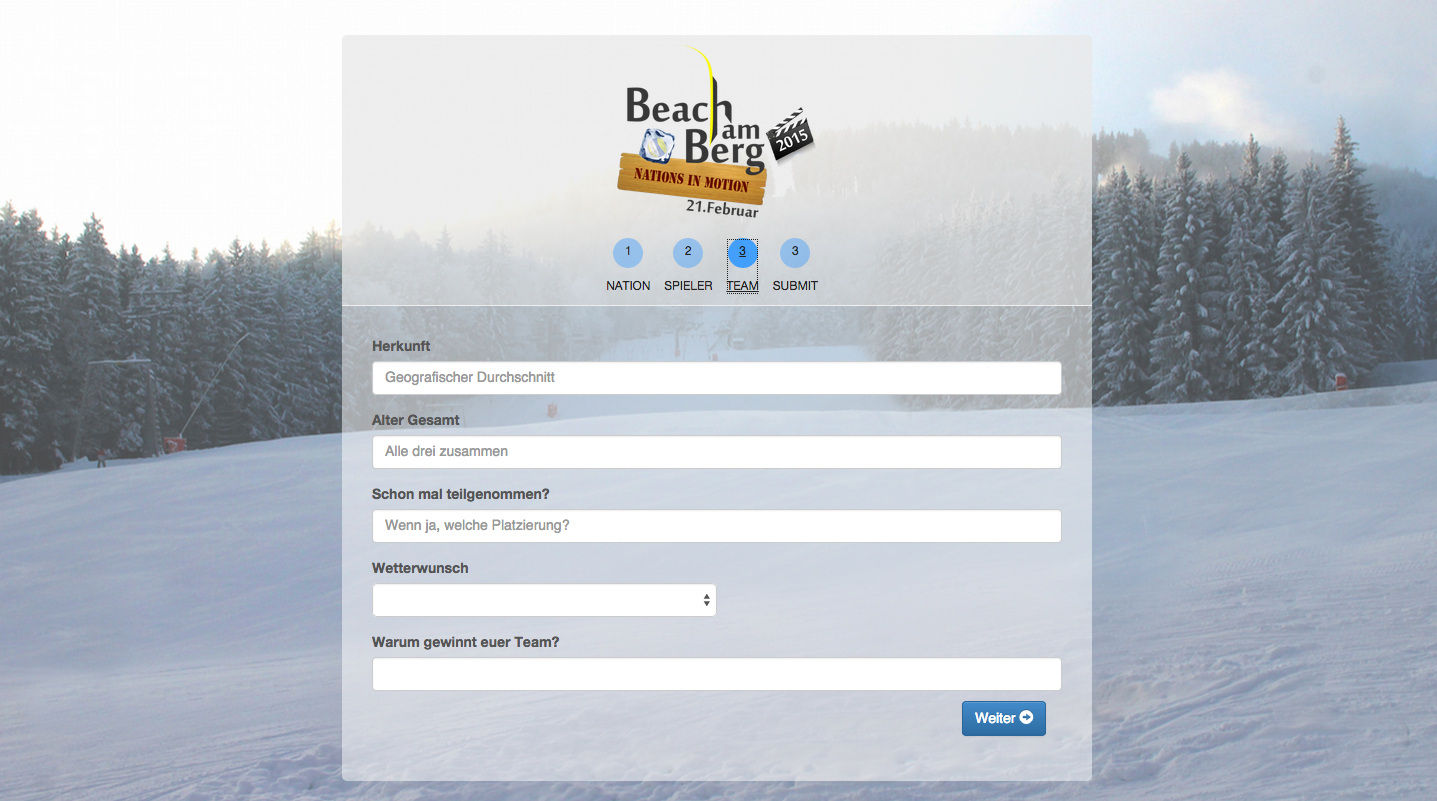 Beach
am
Berg
2015
NATIONS IN MOTION
21.Februar
1 2 3 3
NATION SPIELER TEAM SUBMIT
Herkunft
Geografischer Durchschnitt
Alter Gesamt
Alle drei zusammen
Schon mal teilgenommen?
Wenn ja, welche Platzierung?
Wetterwunsch
Warum gewinnt euer Team?
Weiter